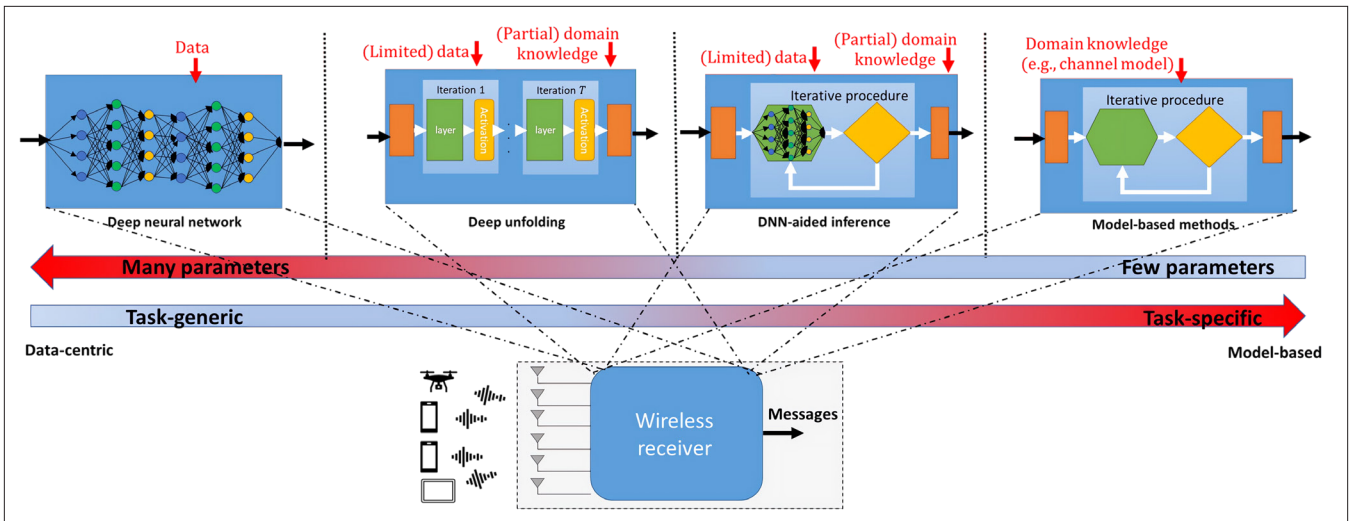 Data
(Limited) data
(Partial) domain
knowledge
(Limited) data
(Partial) domain
knowledge
Domain knowledge
(e.g., channel model)
Iteration 1
layer
Activation
Iteration T
layer
Activation
Iterative procedure
Iterative procedure
Deep neural network
Deep unfolding
DNN-aided inference
Model-based methods
Many parameters
Few parameters
Task-generic
Task-specific
Data-centric
Model-based
Wireless
receiver
Messages